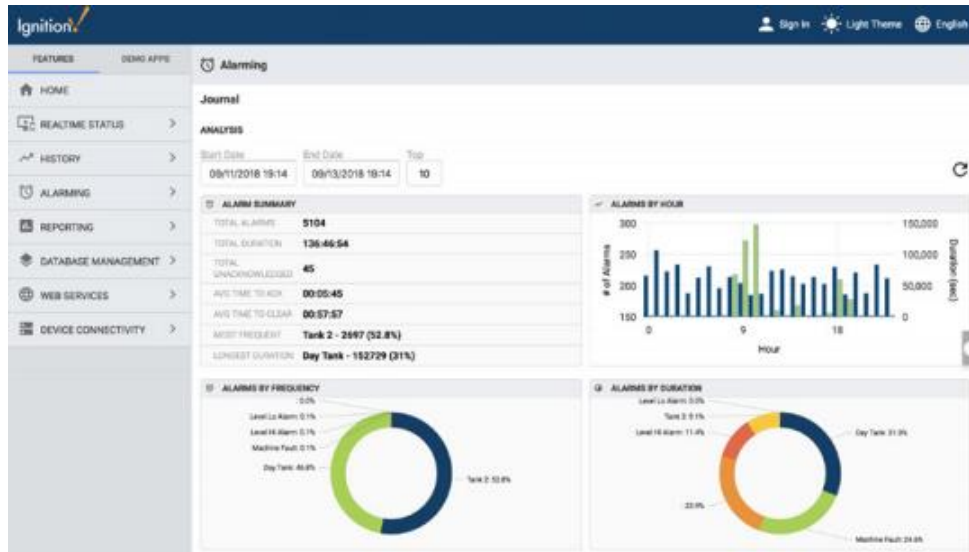 Ignition!
Sign In
Light Theme
English
FEATURES
DEMO APPS
HOME
REALTIME STATUS
HISTORY
ALARMING
REPORTING
DATABASE MANAGEMENT
WEB SERVICES
DEVICE CONNECTIVITY
Alarming
Journal
ANALYSIS
Start Date
End Date
Top
09/11/2018 19:14
09/13/2018 19:14
10
ALARM SUMMARY
TOTAL ALARMS 5104
TOTAL DURATION 136:46:54
TOTAL
UNACKNOWLEDGED 45
AVG TIME TO ACK 00:05:45
AVG TIME TO CLEAR 00:57:57
MOST FREQUENT Tank 2 - 2697 (52.8%)
LONGEST DURATION Day Tank - 152729 (31%)
ALARMS BY HOUR
# of Alarms
300
250
200
150
150,000
100,000
50,000
0
Duration (sec)
0
9
18
Hour
ALARMS BY FREQUENCY
0.0%
Level Lo Alarm: 0.1%
Level Hi Alarm: 0.1%
Machine Fault: 0.1%
Day Tank: 46.8%
Tank 2: 52.8%
ALARMS BY DURATION
Level Lo Alarm: 0.0%
Tank 2: 9.1%
Level Hi Alarm: 11.4%
Day Tank: 31.0%
Machine Fault: 24.6%